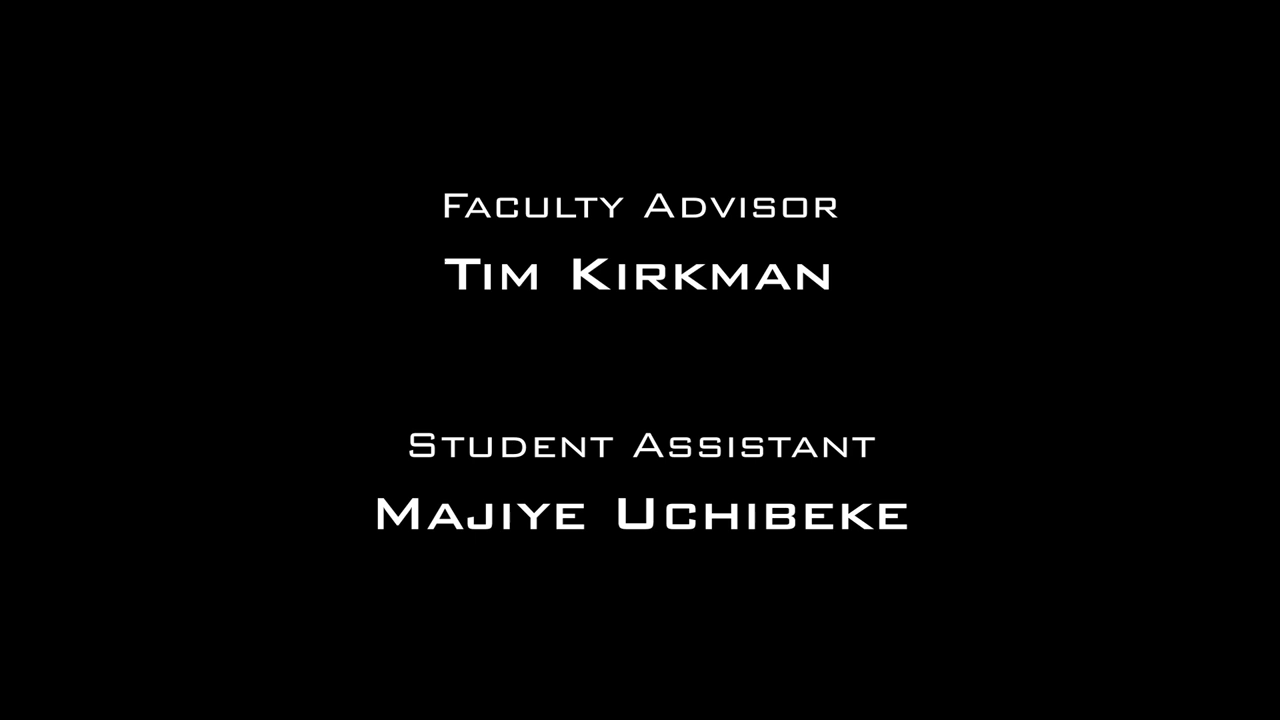 Faculty Advisor
Tim Kirkman
Student Assistant
Majiye Uchibeke